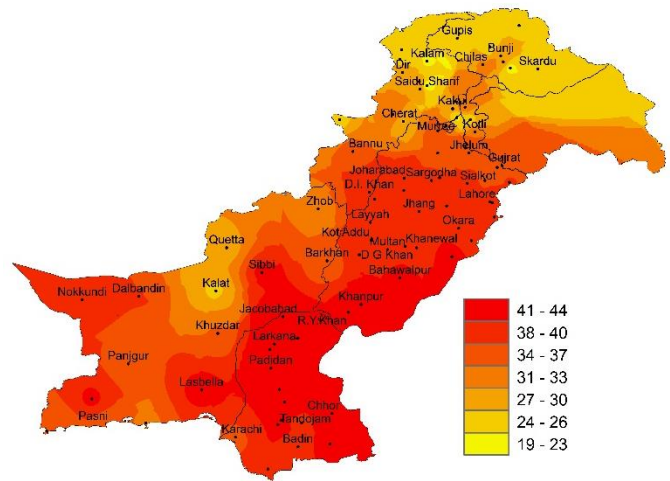 Gupis
Kalam
Chilas
Bunji
Skardu
Dir
Saidu Sharif
Kakul
Cherat
Kotli
Murree
Bannu
Jhelum
Gujrat
Joharabad
Sargodha
Sialkot
D.I. Khan
Lahore
Zhob
Jhang
Layyah
Okara
Kot Addu
Quetta
Multan
Khanewal
Barkhan
D G Khan
Sibbi
Bahawalpur
Nokkundi
Dalbandin
Kalat
Khanpur
Jacobabad
R.Y.Khan
Khuzdar
Larkana
Padidan
Panjgur
Lasbella
Chhor
Pasni
Tandojam
Karachi
Badin
41 - 44
38 - 40
34 - 37
31 - 33
27 - 30
24 - 26
19 - 23